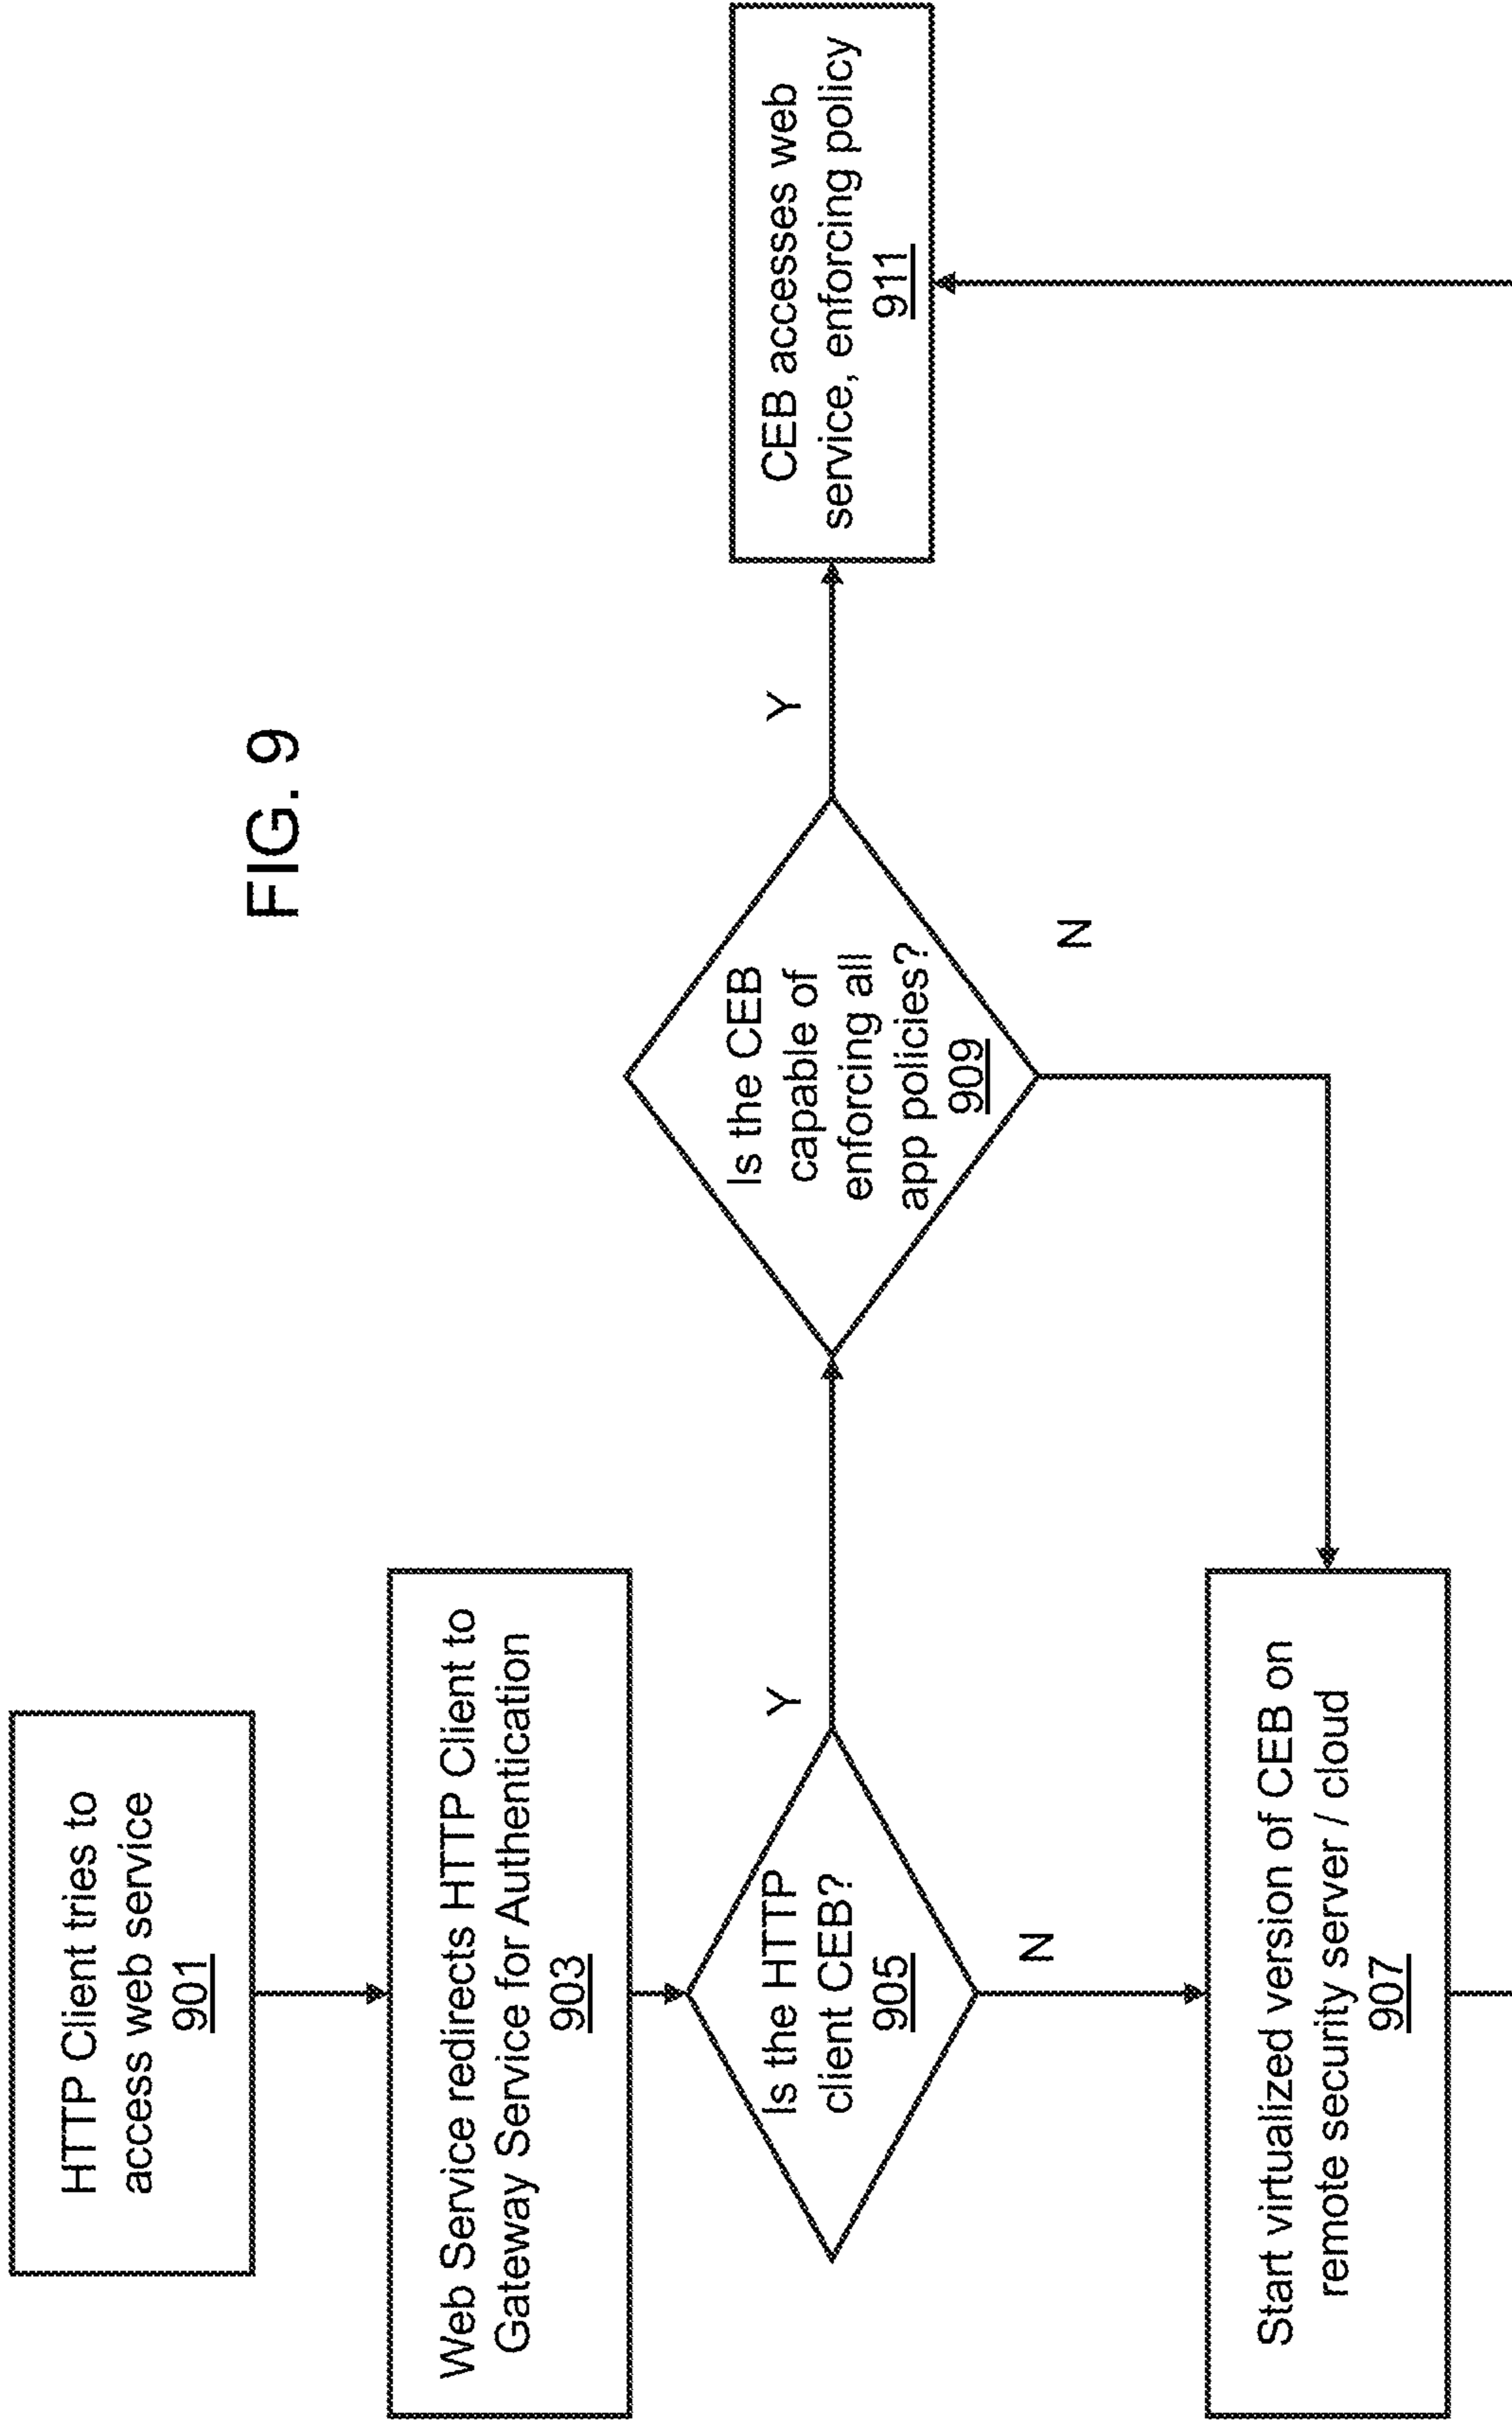 FIG. 9
HTTP Client tries to
access web service
901
Web Service redirects HTTP Client to
Gateway Service for Authentication
903
Is the HTTP
client CEB?
905
Y
N
Is the CEB
capable of
enforcing all
app policies?
909
Y
N
CEB accesses web
service, enforcing policy
911
Start virtualized version of CEB on
remote security server / cloud
907